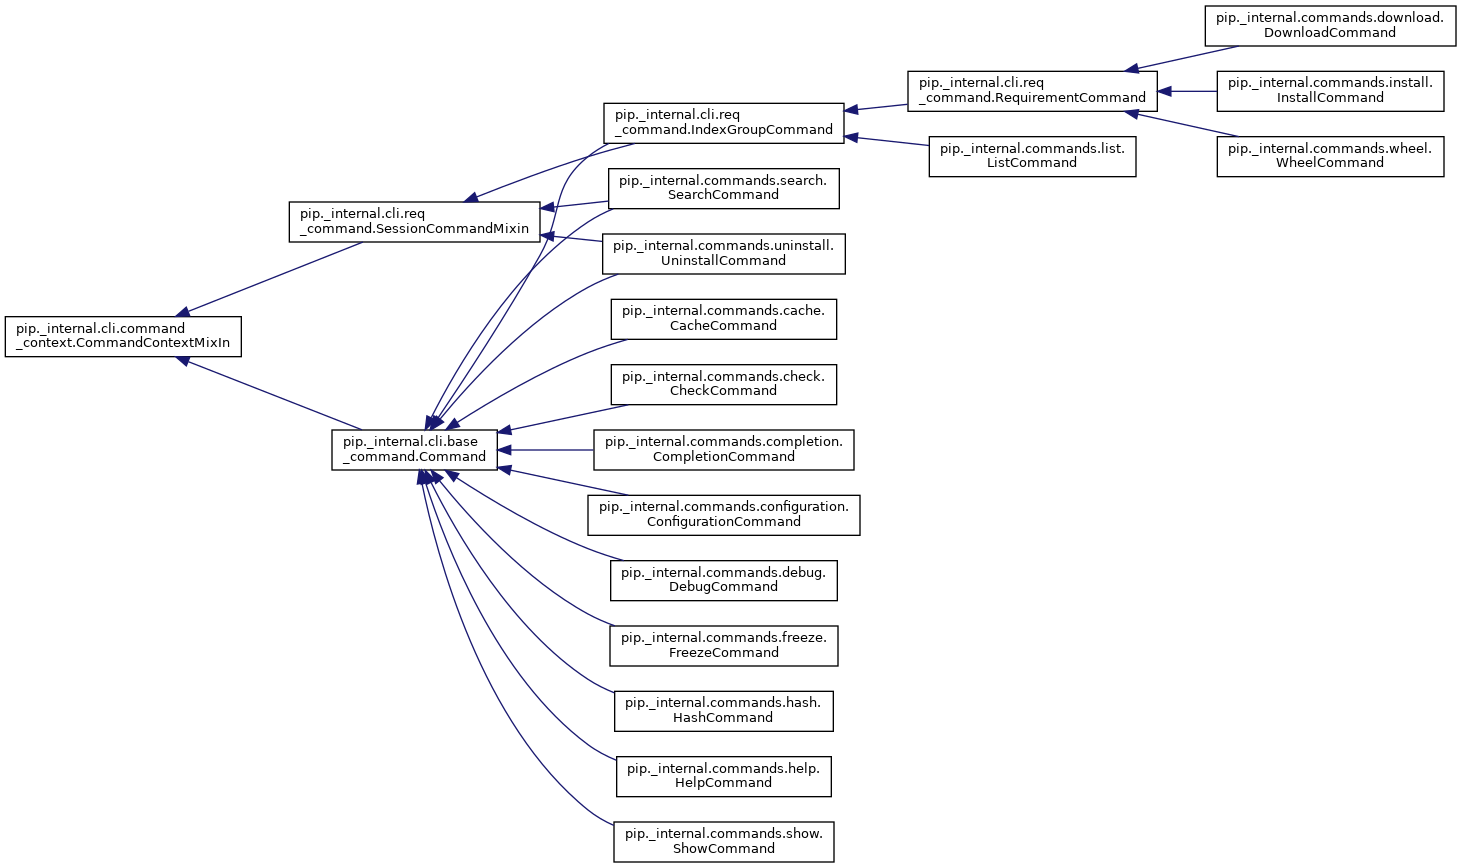 pip._internal.commands.download.
DownloadCommand
pip._internal.cli.req
_command.RequirementCommand
pip._internal.commands.install.
InstallCommand
pip._internal.cli.req
_command.IndexGroupCommand
pip._internal.commands.list.
ListCommand
pip._internal.commands.wheel.
WheelCommand
pip._internal.commands.search.
SearchCommand
pip._internal.cli.req
_command.SessionCommandMixin
pip._internal.commands.uninstall.
UninstallCommand
pip._internal.commands.cache.
CacheCommand
pip._internal.cli.command
_context.CommandContextMixIn
pip._internal.commands.check.
CheckCommand
pip._internal.cli.base
_command.Command
pip._internal.commands.completion.
CompletionCommand
pip._internal.commands.configuration.
ConfigurationCommand
pip._internal.commands.debug.
DebugCommand
pip._internal.commands.freeze.
FreezeCommand
pip._internal.commands.hash.
HashCommand
pip._internal.commands.help.
HelpCommand
pip._internal.commands.show.
ShowCommand